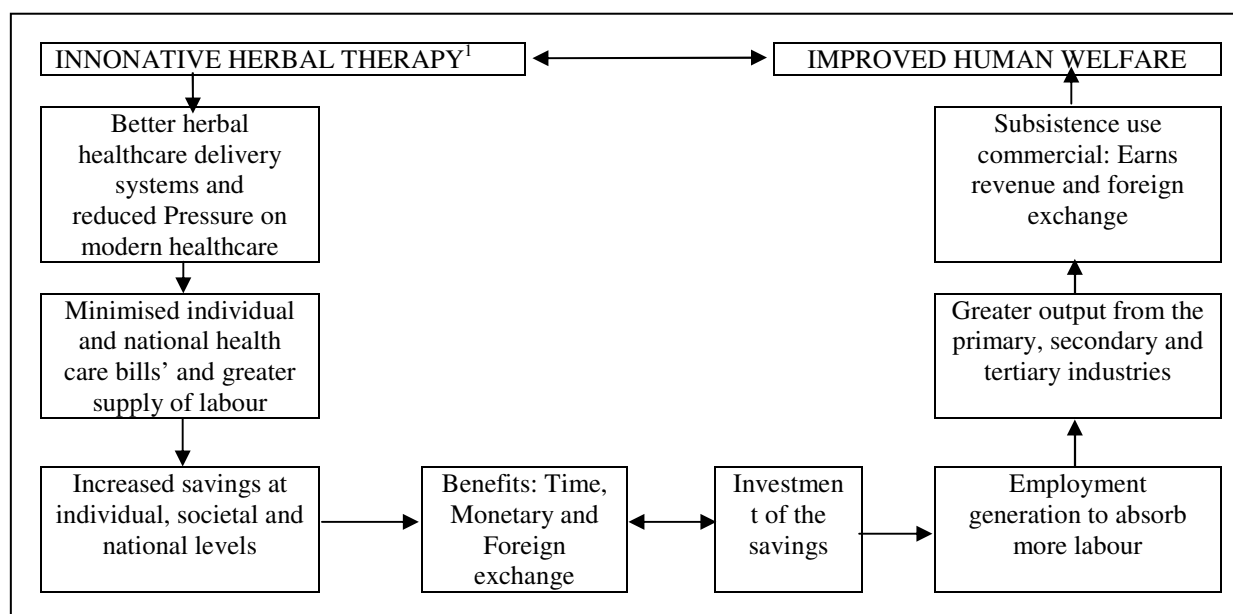 INNONATIVE HERBAL THERAPY1
IMPROVED HUMAN WELFARE
Better herbal
healthcare delivery
systems and
reduced Pressure on
modern healthcare
Minimised individual
and national health
care bills’ and greater
supply of labour
Increased savings at
individual, societal and
national levels
Benefits: Time,
Monetary and
Foreign
exchange
Investmen
t of the
savings
Employment
generation to absorb
more labour
Greater output from the
primary, secondary and
tertiary industries
Subsistence use
commercial: Earns
revenue and foreign
exchange